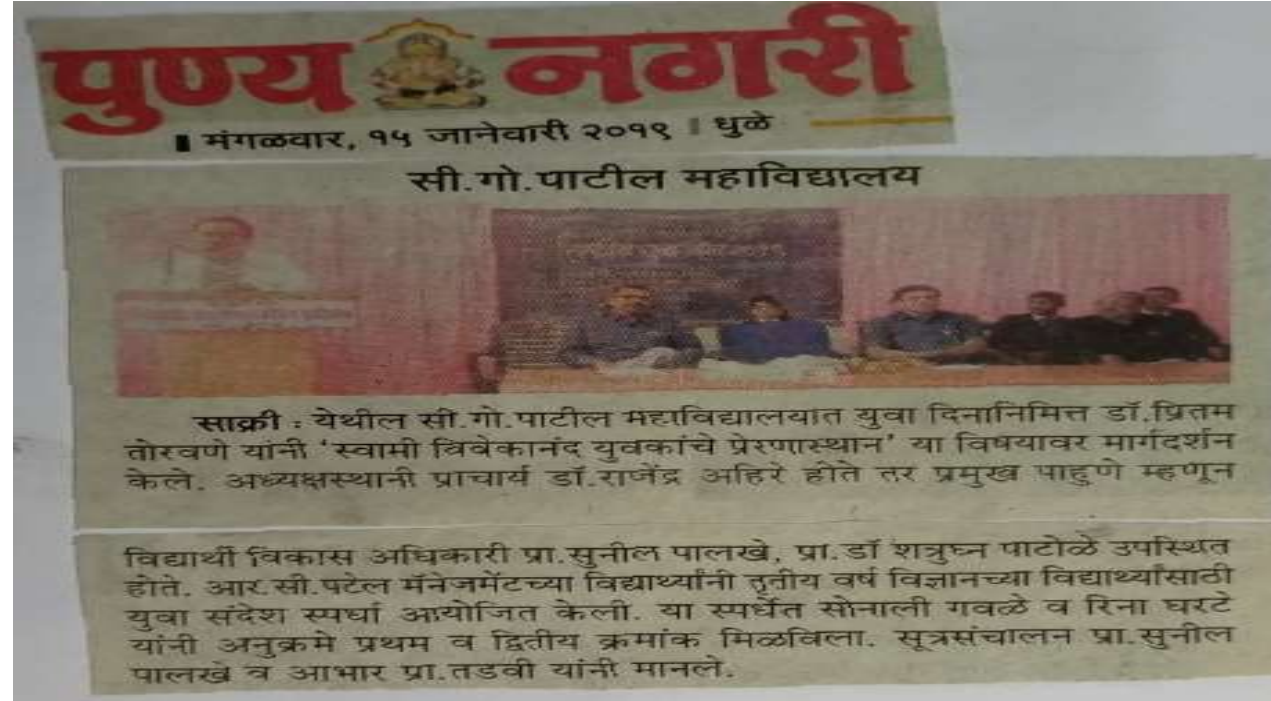 पुण्य नगरी
मंगळवार, १५ जानेवारी २०१९ धुळे
सी.गो.पाटील महाविद्यालय
साक्री : येथील सी.गो.पाटील महाविद्यालयात युवा दिनानिमित्त डॉ.प्रितम
तोरवणे यांनी ‘स्वामी विवेकानंद युवकांचे प्रेरणास्थान’ या विषयावर मार्गदर्शन
केले. अध्यक्षस्थानी प्राचार्य डॉ.राजेंद्र अहिरे होते तर प्रमुख पाहुणे म्हणून
विद्यार्थी विकास अधिकारी प्रा.सुनील पालखे, प्रा.डॉ शत्रुघ्न पाटोळे उपस्थित
होते. आर.सी.पटेल मॅनेजमेंटच्या विद्यार्थ्यांनी तृतीय वर्ष विज्ञानच्या विद्यार्थ्यांसाठी
युवा संदेश स्पर्धा आयोजित केली. या स्पर्धेत सोनाली गवळे व रिना घरटे
यांनी अनुक्रमे प्रथम व द्वितीय क्रमांक मिळविला. सूत्रसंचालन प्रा.सुनील
पालखे व आभार प्रा.तडवी यांनी मानले.